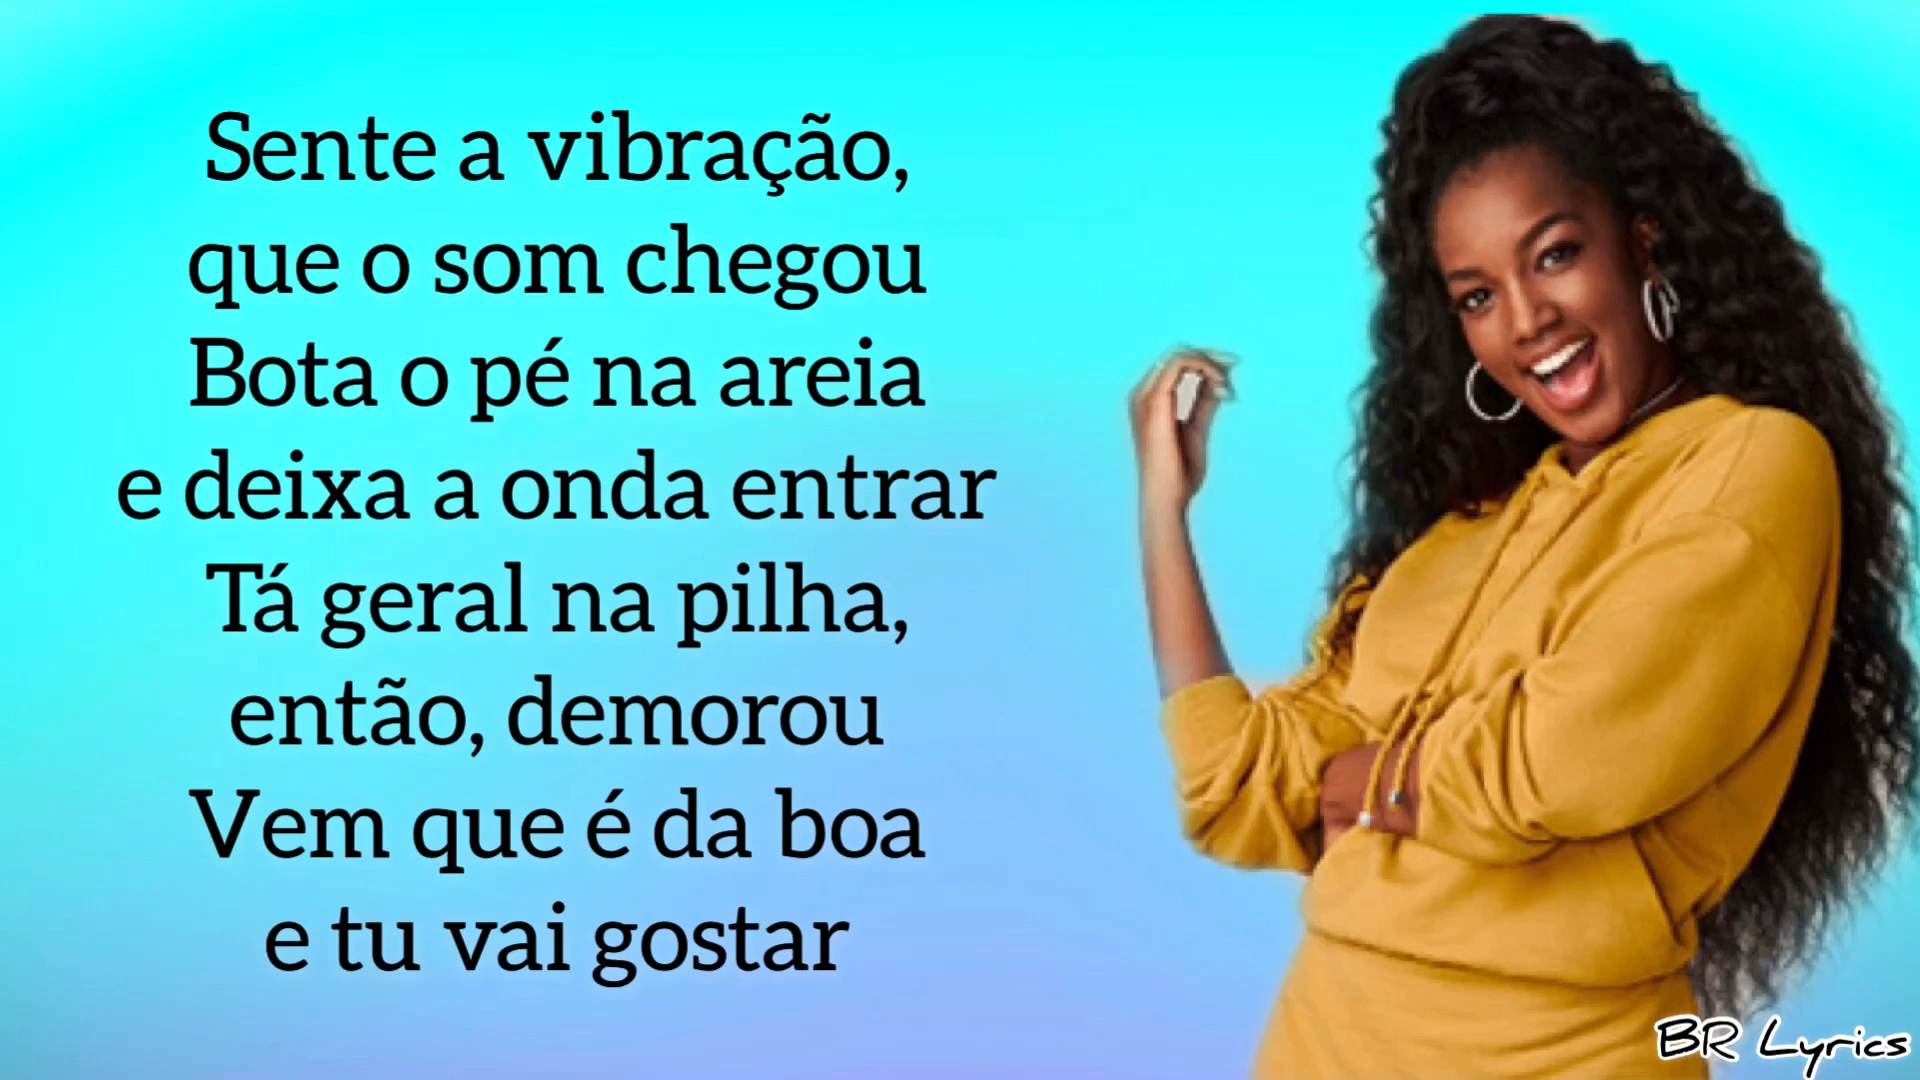 Sente a vibração,
que o som chegou
Bota o pé na areia
e deixa a onda entrar
Tá geral na pilha,
então, demorou
Vem que é da boa
e tu vai gostar
BR Lyrics